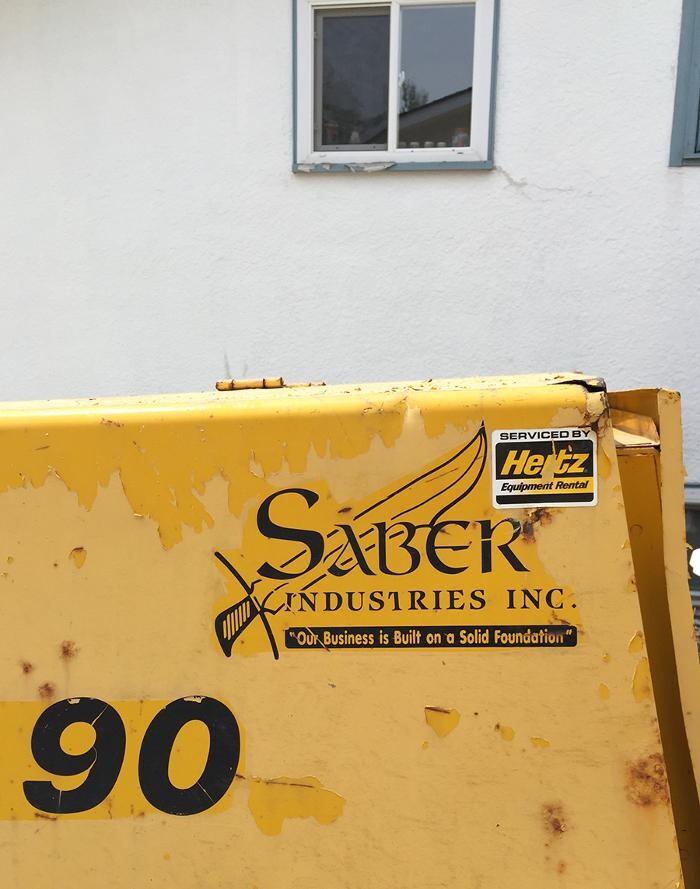 SERVICED BY
Hertz
Equipment Rental
SABER
INDUSTRIES INC.
"Our Business is Built on a Solid Foundation"
90